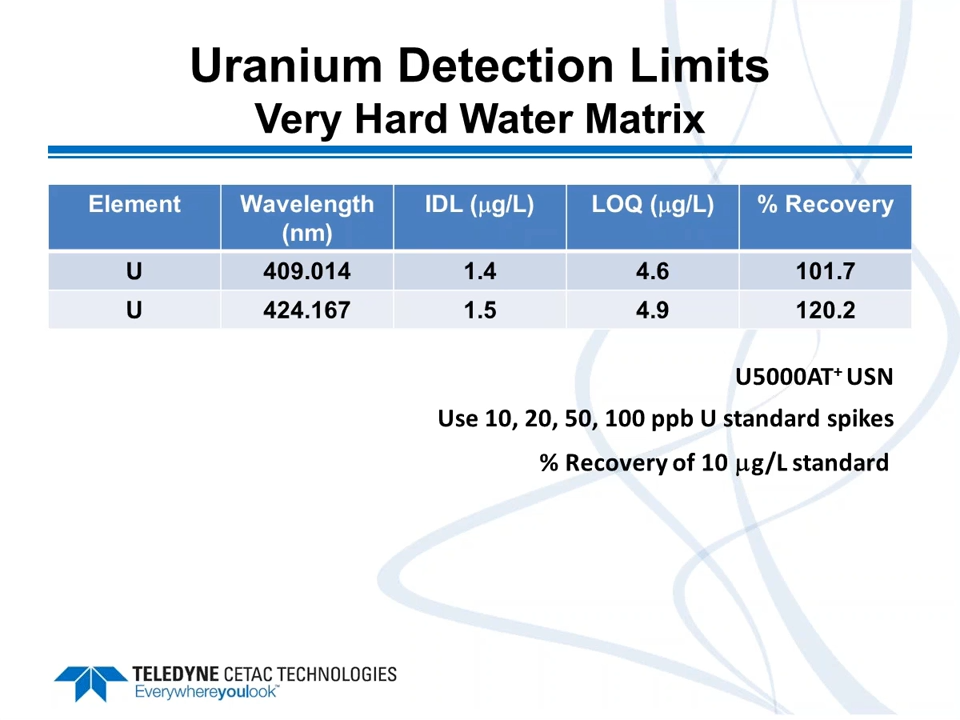 Uranium Detection Limits
Very Hard Water Matrix
Element Wavelength (nm) IDL (µg/L) LOQ (µg/L) % Recovery
U 409.014 1.4 4.6 101.7
U 424.167 1.5 4.9 120.2
U5000AT⁺ USN
Use 10, 20, 50, 100 ppb U standard spikes
% Recovery of 10 µg/L standard
TELEDYNE CETAC TECHNOLOGIES
Everywhereyoulook™